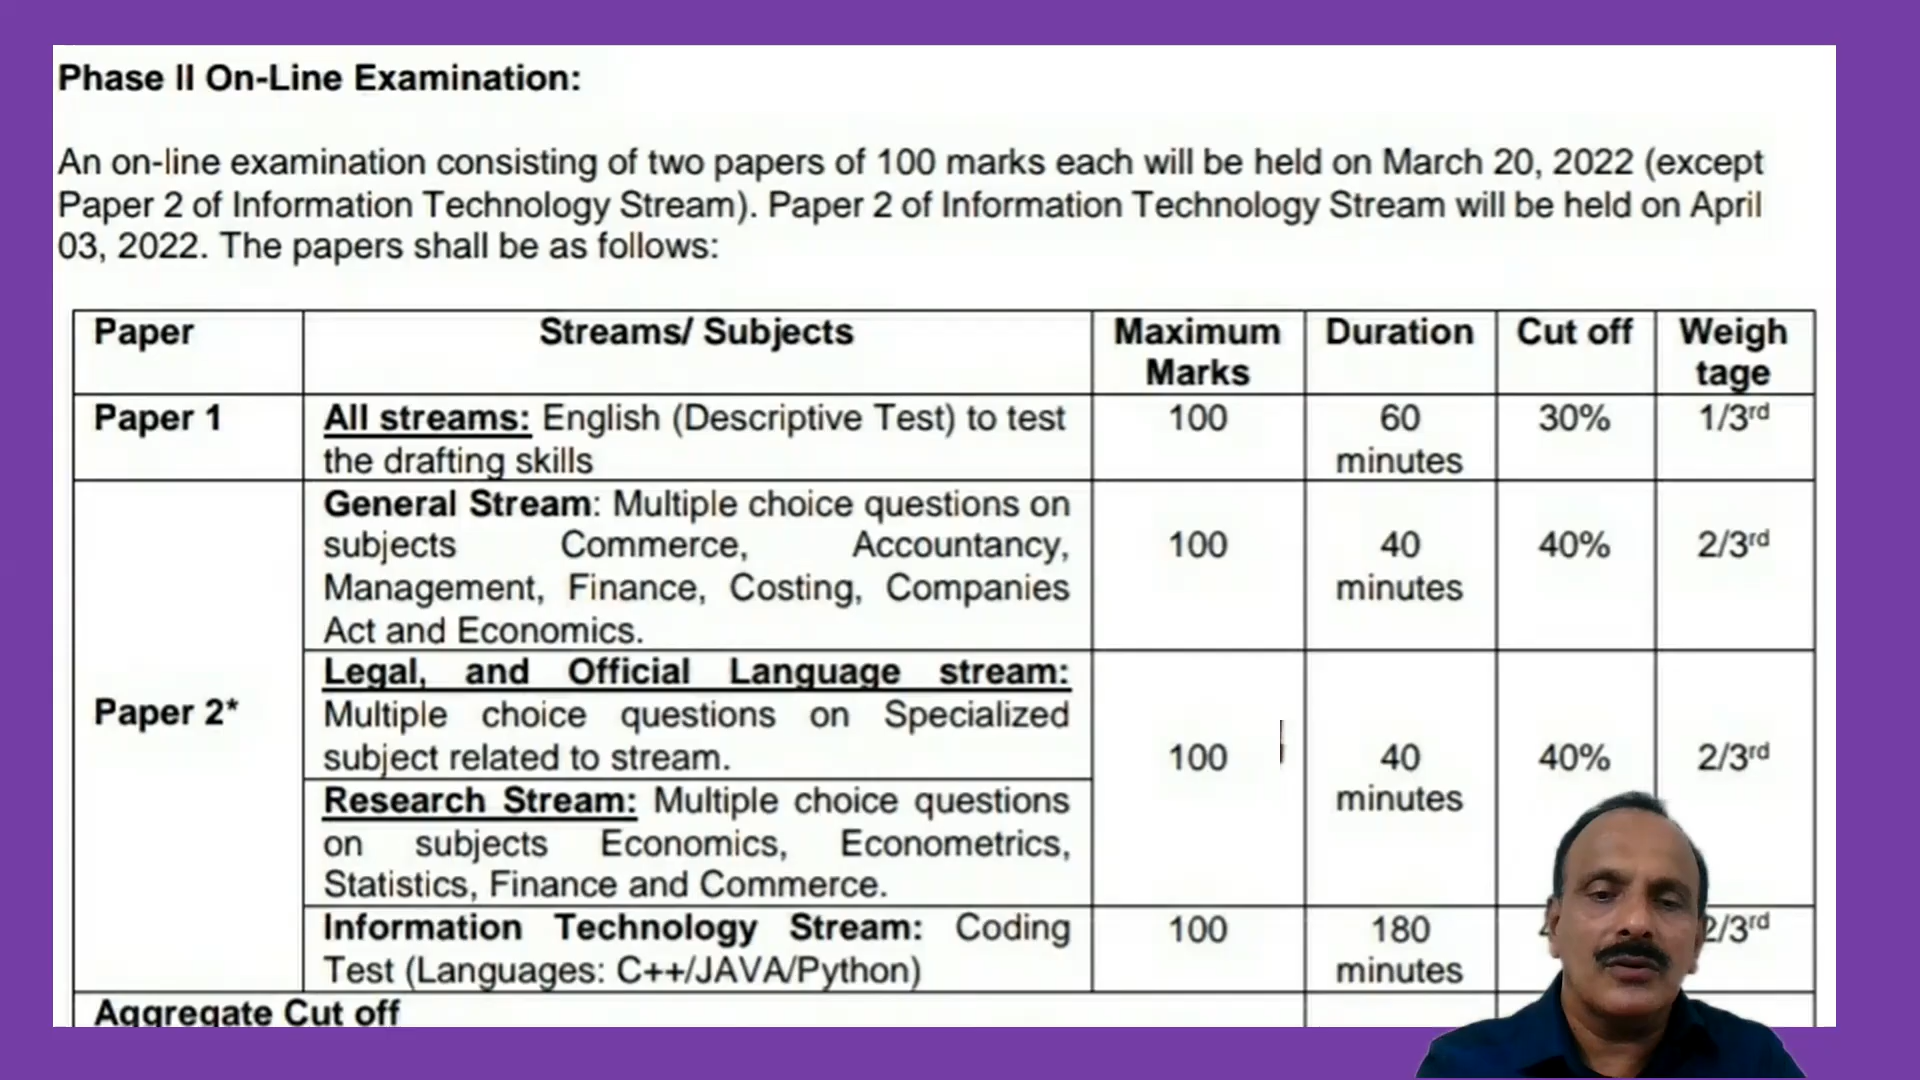 Phase II On-Line Examination:
An on-line examination consisting of two papers of 100 marks each will be held on March 20, 2022 (except
Paper 2 of Information Technology Stream). Paper 2 of Information Technology Stream will be held on April
03, 2022. The papers shall be as follows:
Paper Streams/ Subjects Maximum Duration Cut off Weigh
Marks tage
Paper 1 All streams: English (Descriptive Test) to test 100 60 30% 1/3rd
the drafting skills minutes
General Stream: Multiple choice questions on
subjects Commerce, Accountancy, 100 40 40% 2/3rd
Management, Finance, Costing, Companies minutes
Act and Economics.
Legal, and Official Language stream:
Paper 2* Multiple choice questions on Specialized
subject related to stream. 100 40 40% 2/3rd
Research Stream: Multiple choice questions minutes
on subjects Economics, Econometrics,
Statistics, Finance and Commerce.
Information Technology Stream: Coding 100 180 2/3rd
Test (Languages: C++/JAVA/Python) minutes
Aggregate Cut off